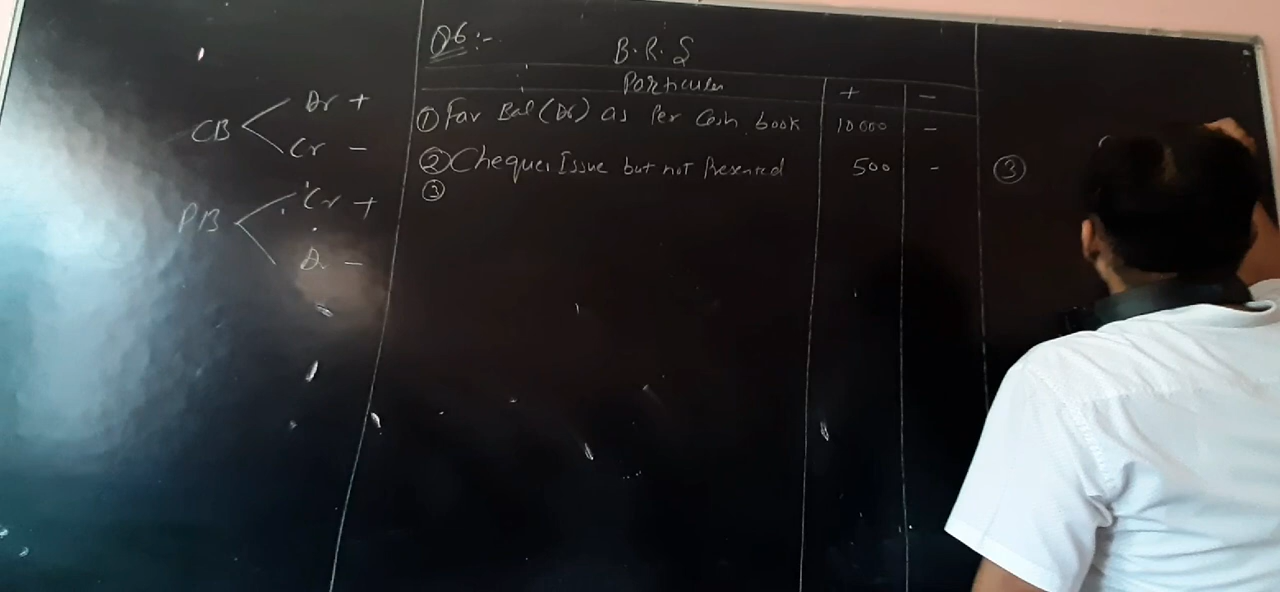 Q6:-
B.R.S
Particulars + -
① Fav Bal (Dr) as Per Cash book 10000 -
② Cheques Issue but not Presented 500 -
③
CB Dr +
Cr -
PB Cr +
Dr -
③